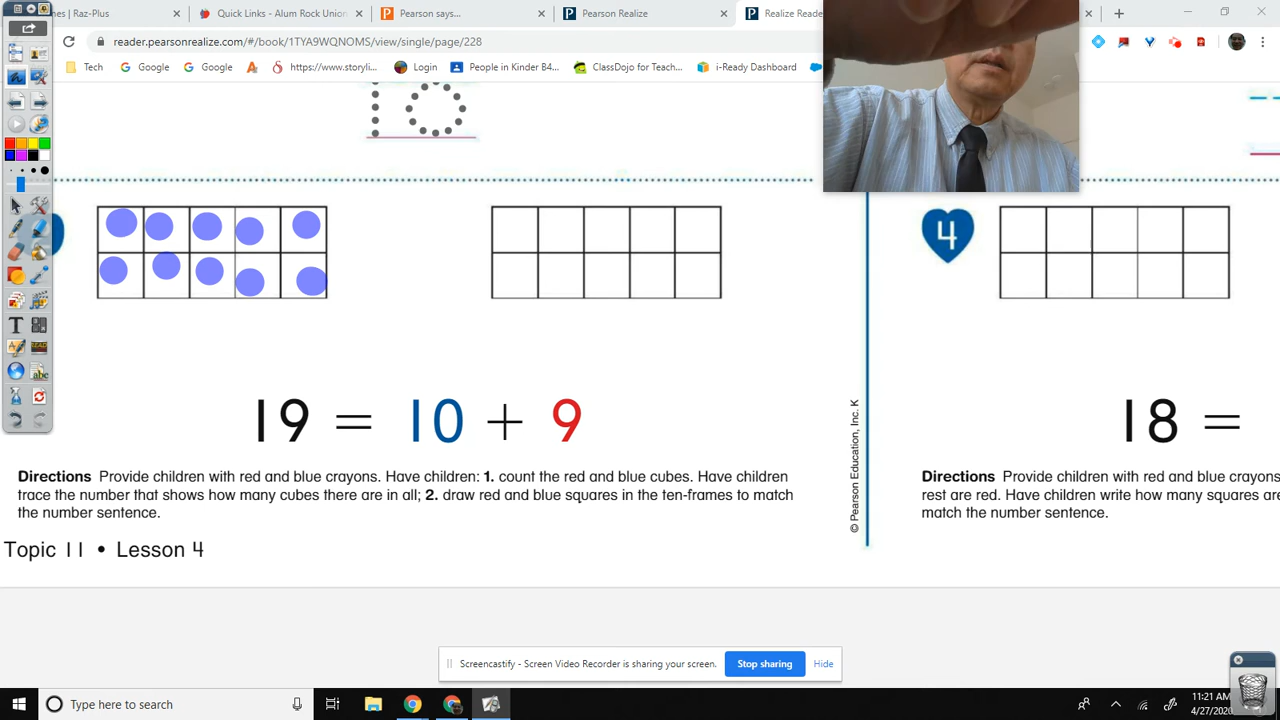 nes | Raz-Plus
Quick Links - Alum Rock Union
Pearson says...
Pearson Realize
Realize Reader
reader.pearsonrealize.com/#/book/1TYA9WQNOMS/view/single/page/228
Tech
Google
Google
https://www.storyli...
Login
People in Kinder B4...
ClassDojo for Teach...
i-Ready Dashboard
10
4
19 = 10 + 9
18 =
Directions Provide children with red and blue crayons. Have children: 1. count the red and blue cubes. Have children
trace the number that shows how many cubes there are in all; 2. draw red and blue squares in the ten-frames to match
the number sentence.
Topic 11 • Lesson 4
© Pearson Education, Inc. K
Directions Provide children with red and blue crayons
rest are red. Have children write how many squares are
match the number sentence.
Screencastify - Screen Video Recorder is sharing your screen.
Stop sharing
Hide
Type here to search
11:21 AM
4/27/2020